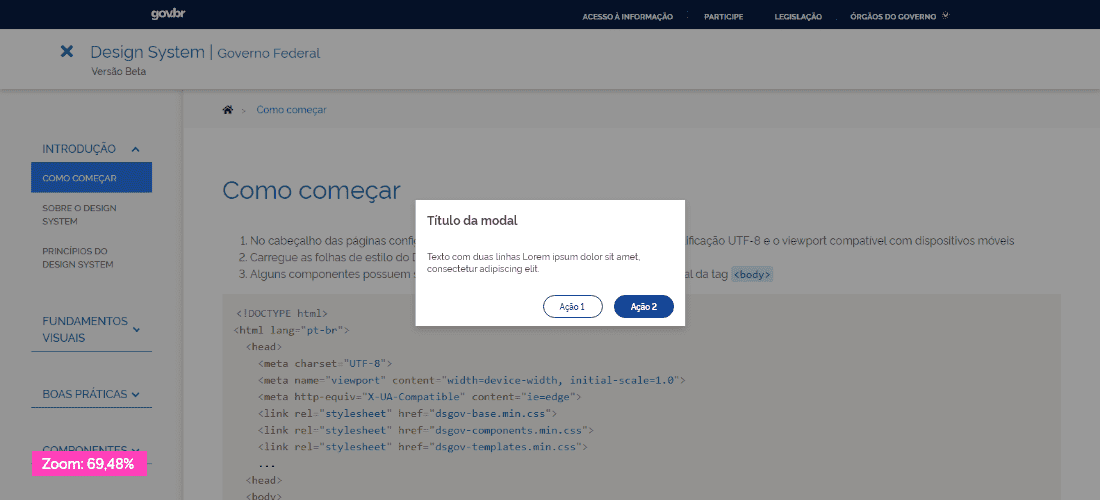 gov.br
ACESSO À INFORMAÇÃO PARTICIPE LEGISLAÇÃO ÓRGÃOS DO GOVERNO
Design System | Governo Federal
Versão Beta
> Como começar
INTRODUÇÃO
COMO COMEÇAR
SOBRE O DESIGN
SYSTEM
PRINCÍPIOS DO
DESIGN SYSTEM
FUNDAMENTOS
VISUAIS
BOAS PRÁTICAS
COMPONENTES
Zoom: 69,48%
Como começar
1. No cabeçalho das páginas UTF-8 e o viewport compatível com dispositivos móveis
2. Carregue as folhas de estilo do
3. Alguns componentes possuem da tag <body>
Título da modal
Texto com duas linhas Lorem ipsum dolor sit amet,
consectetur adipiscing elit.
Ação 1 Ação 2
<!DOCTYPE html>
<html lang="pt-br">
<head>
<meta charset="UTF-8">
<meta name="viewport" content="width=device-width, initial-scale=1.0">
<meta http-equiv="X-UA-Compatible" content="ie=edge">
<link rel="stylesheet" href="dsgov-base.min.css">
<link rel="stylesheet" href="dsgov-components.min.css">
<link rel="stylesheet" href="dsgov-templates.min.css">
...
<head>
<body>